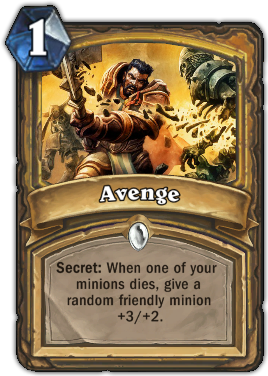 1
Avenge
Secret: When one of your
minions dies, give a
random friendly minion
+3/+2.